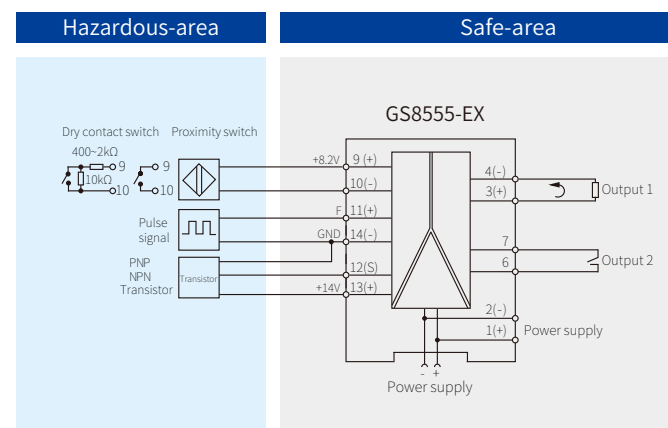 Hazardous-area
Safe-area
GS8555-EX
Dry contact switch
Proximity switch
400~2kΩ
9
10kΩ
10
9
10
+8.2V
9 (+)
10(-)
Pulse
signal
F
11(+)
GND
14(-)
PNP
NPN
Transistor
Transistor
12(S)
+14V
13(+)
4(-)
3(+)
Output 1
7
6
Output 2
2(-)
1(+)
Power supply
- +
Power supply